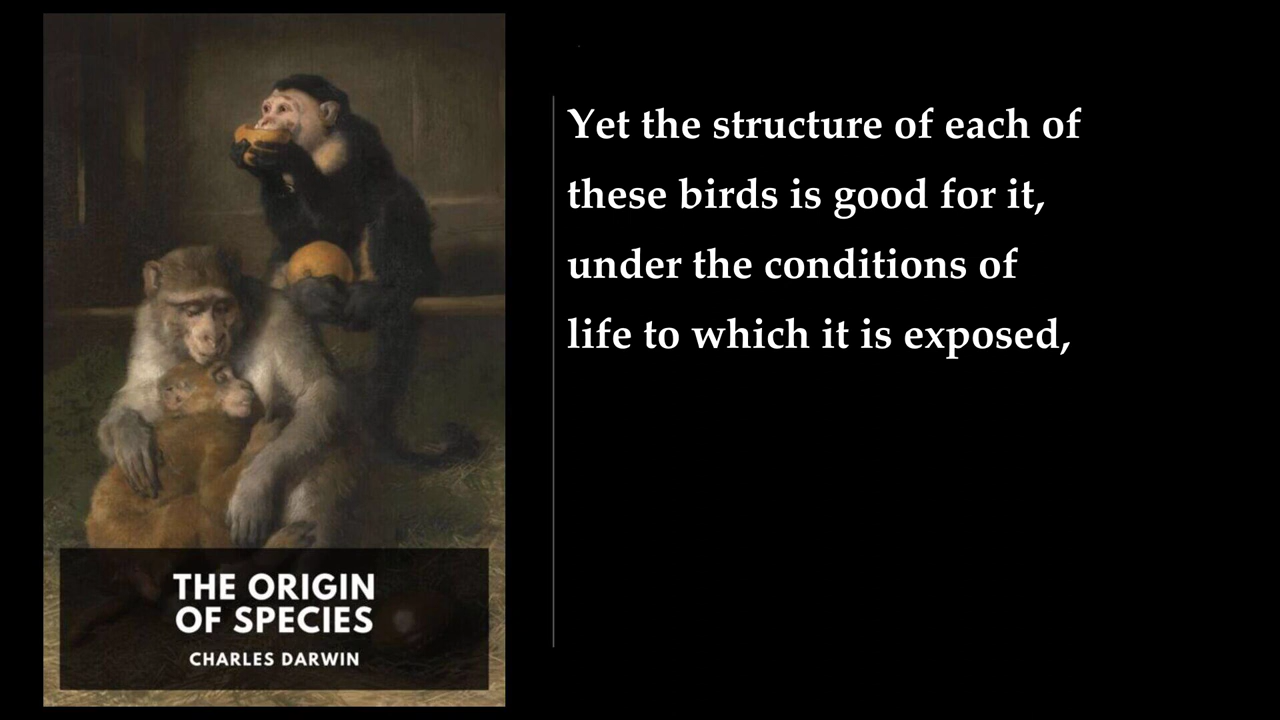 THE ORIGIN
OF SPECIES
CHARLES DARWIN
Yet the structure of each of
these birds is good for it,
under the conditions of
life to which it is exposed,